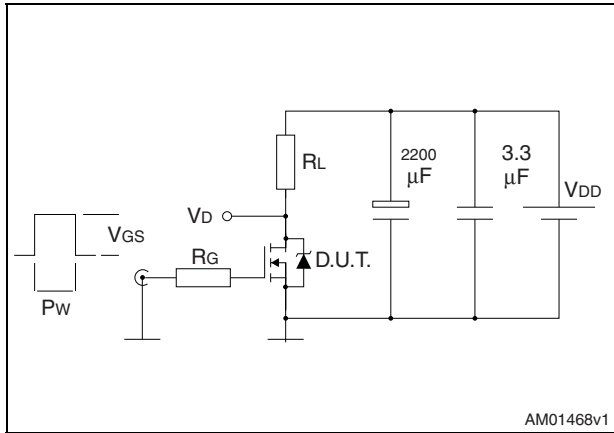 RL
2200
μF
3.3
μF
VDD
VD
VGS
RG
D.U.T.
PW
AM01468v1